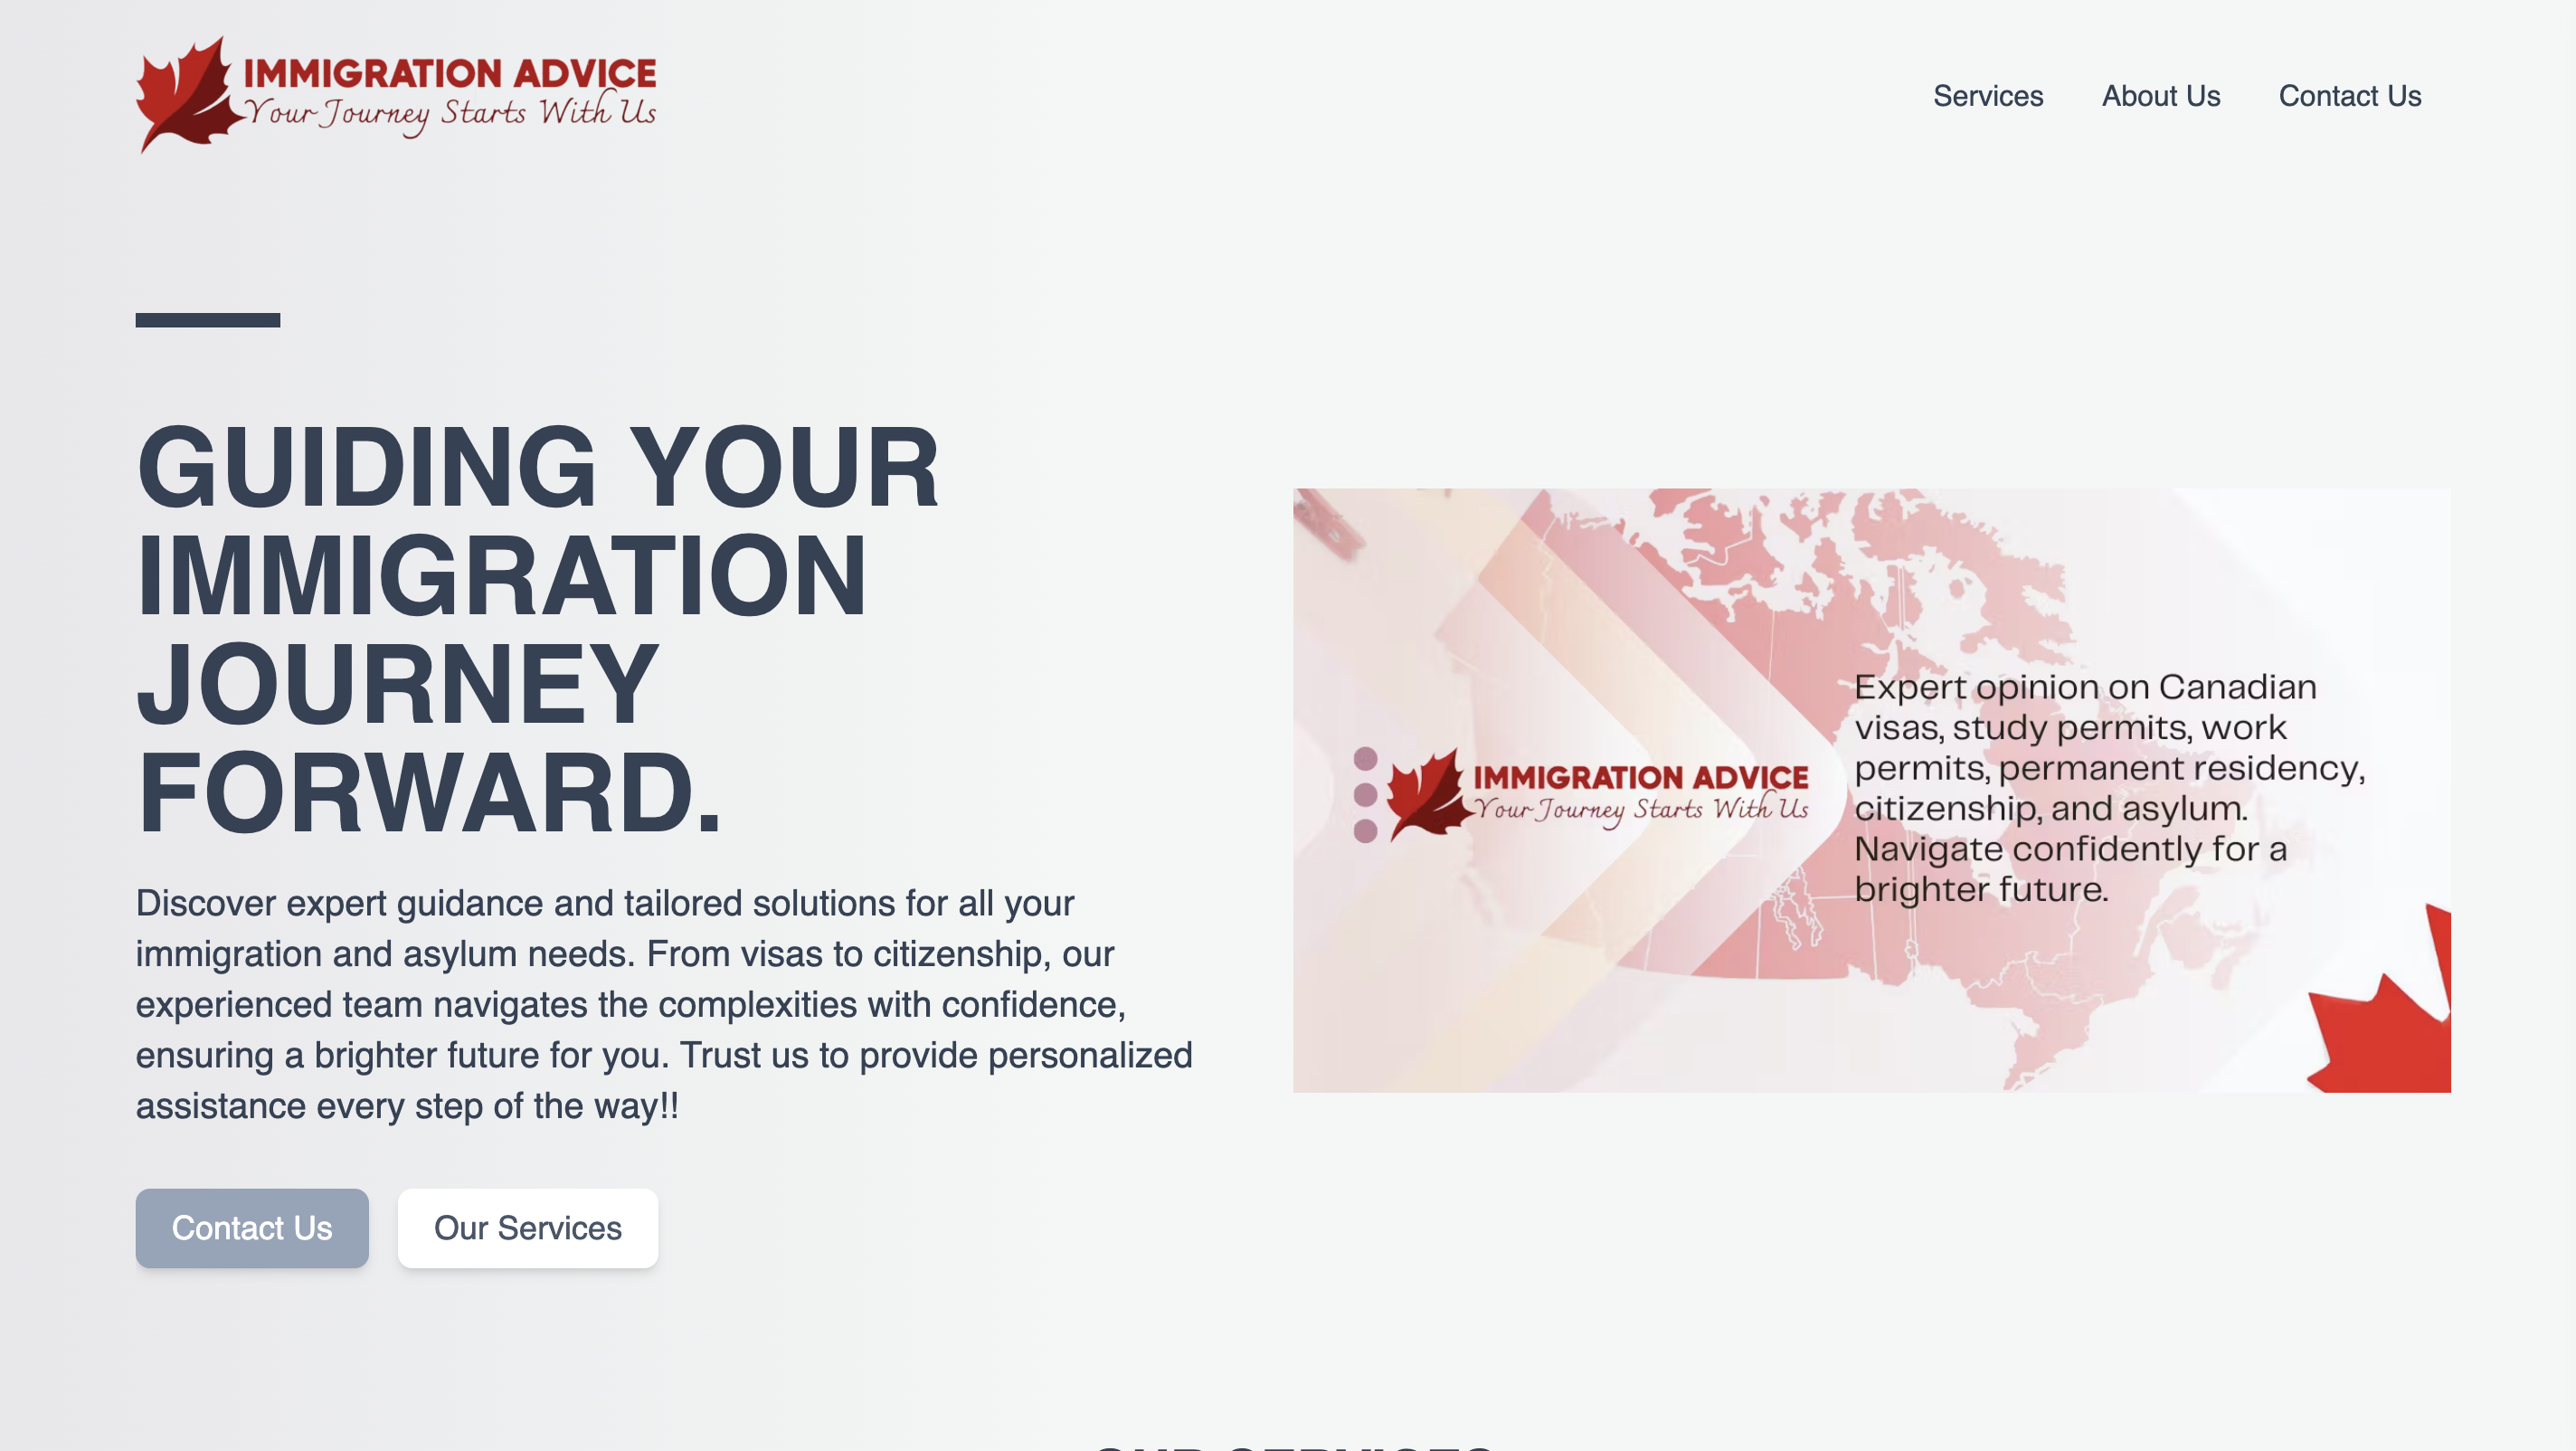 IMMIGRATION ADVICE
Your Journey Starts With Us
Services
About Us
Contact Us
GUIDING YOUR
IMMIGRATION
JOURNEY
FORWARD.
Discover expert guidance and tailored solutions for all your
immigration and asylum needs. From visas to citizenship, our
experienced team navigates the complexities with confidence,
ensuring a brighter future for you. Trust us to provide personalized
assistance every step of the way!!
Contact Us
Our Services
IMMIGRATION ADVICE
Your Journey Starts With Us
Expert opinion on Canadian
visas, study permits, work
permits, permanent residency,
citizenship, and asylum.
Navigate confidently for a
brighter future.